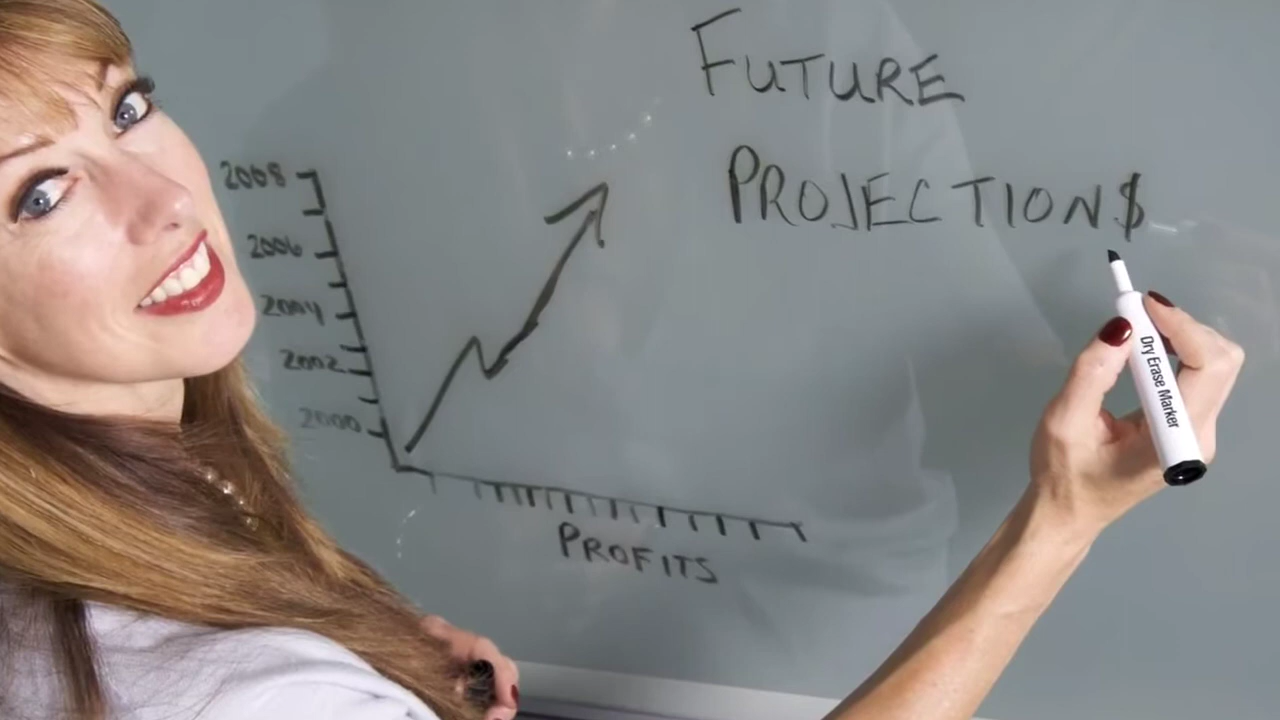 FUTURE
PROJECTION$
2008
2006
2004
2002
2000
PROFITS
Dry Erase Marker